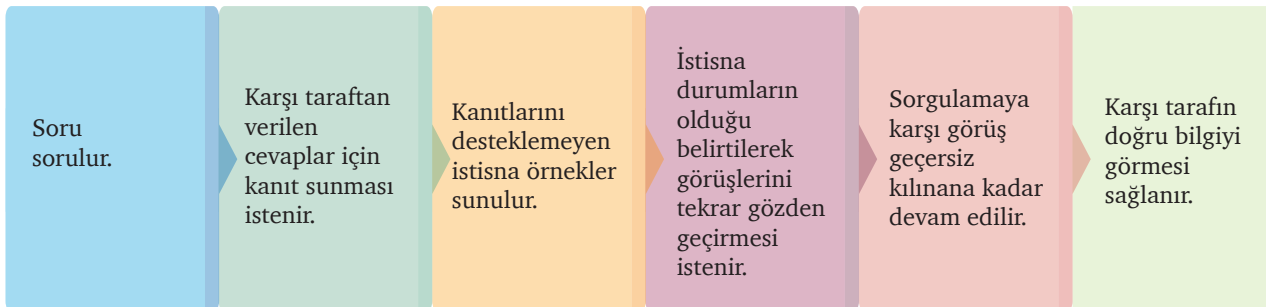 Soru
sorulur.
Karşı taraftan
verilen
cevaplar için
kanıt sunması
istenir.
Kanıtlarını
desteklemeyen
istisna örnekler
sunulur.
İstisna
durumların
olduğu
belirtilerek
görüşlerini
tekrar gözden
geçirmesi
istenir.
Sorgulamaya
karşı görüş
geçersiz
kılınana kadar
devam edilir.
Karşı tarafın
doğru bilgiyi
görmesi
sağlanır.